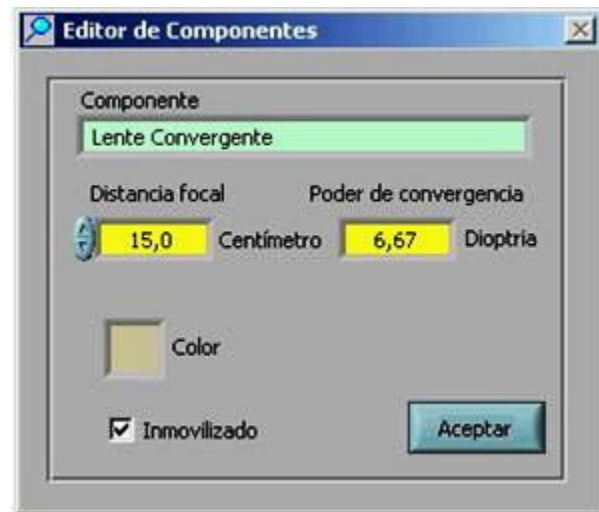 Editor de Componentes
Componente
Lente Convergente
Distancia focal Poder de convergencia
15,0 Centímetro 6,67 Dioptria
Color
Inmovilizado
Aceptar